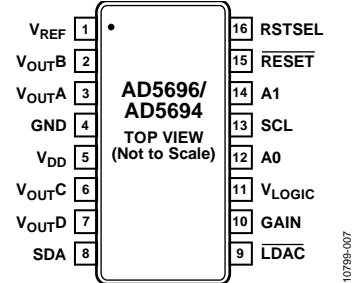 VREF 1
VOUTB 2
VOUTA 3
GND 4
VDD 5
VOUTC 6
VOUTD 7
SDA 8
AD5696/
AD5694
TOP VIEW
(Not to Scale)
16 RSTSEL
15 RESET
14 A1
13 SCL
12 A0
11 VLOGIC
10 GAIN
9 LDAC
10799-007